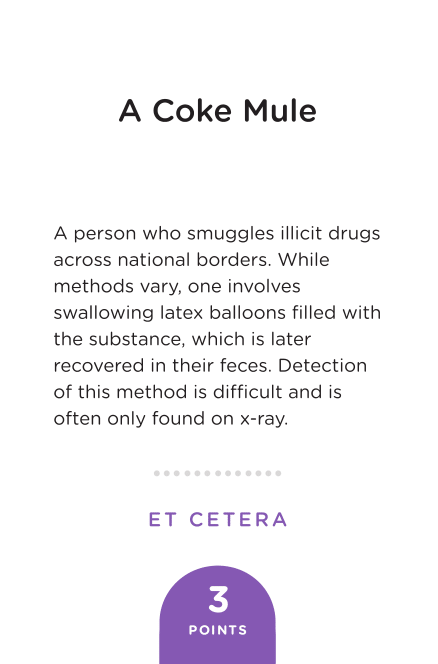 A Coke Mule
A person who smuggles illicit drugs
across national borders. While
methods vary, one involves
swallowing latex balloons filled with
the substance, which is later
recovered in their feces. Detection
of this method is difficult and is
often only found on x-ray.
ET CETERA
3
POINTS